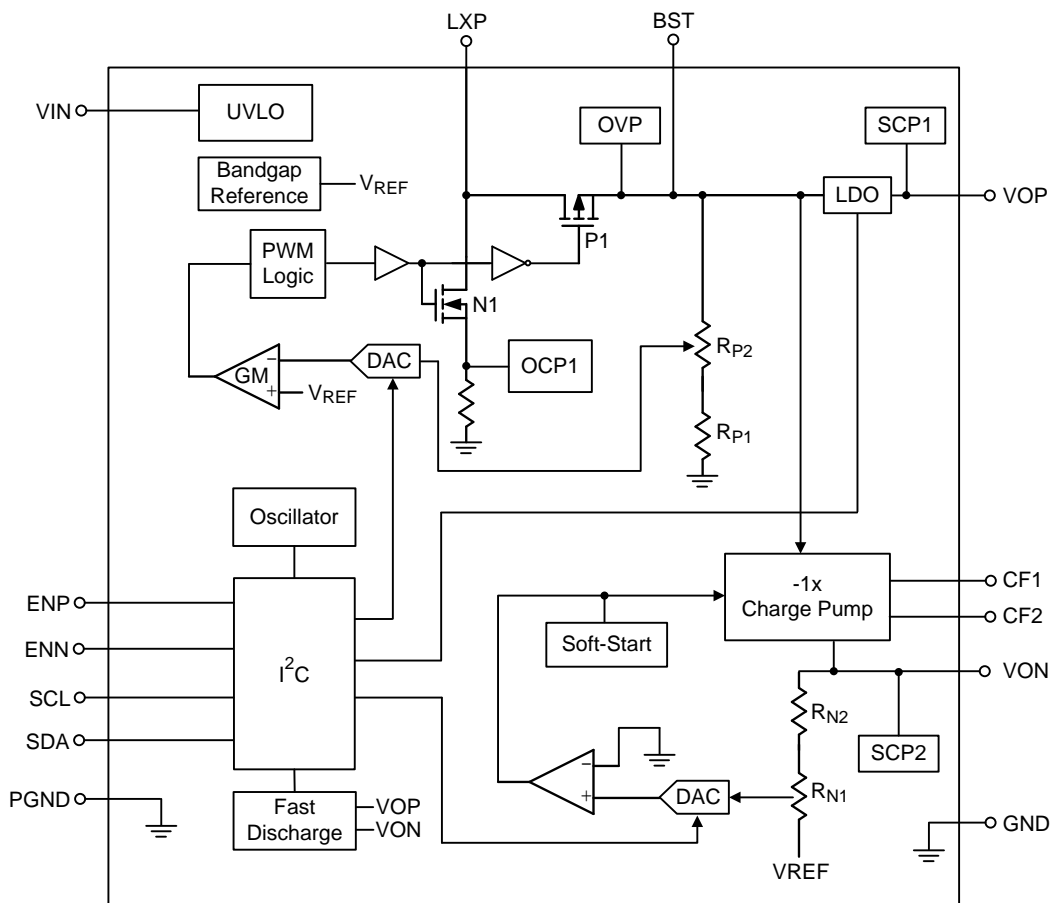 LXP
BST
VIN
UVLO
OVP
SCP1
Bandgap
Reference
VREF
LDO
VOP
P1
PWM
Logic
N1
DAC
OCP1
RP2
GM
-
+
VREF
RP1
Oscillator
-1x
Charge Pump
CF1
CF2
ENP
ENN
SCL
SDA
I2C
Soft-Start
VON
RN2
SCP2
-
+
DAC
RN1
PGND
Fast
Discharge
VOP
VON
GND
VREF